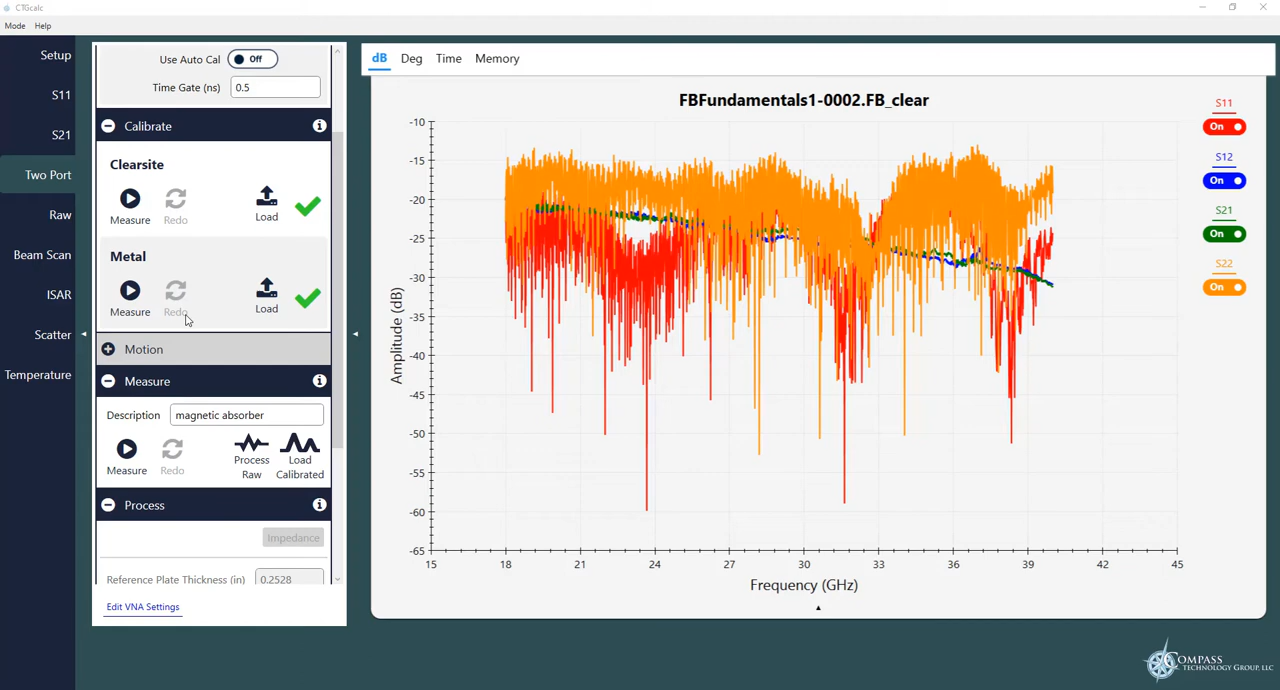 CTGcalc
Mode Help
Setup
S11
S21
Two Port
Raw
Beam Scan
ISAR
Scatter
Temperature
Use Auto Cal Off
Time Gate (ns) 0.5
Calibrate
Clearsite
Measure Redo Load
Metal
Measure Redo Load
Motion
Measure
Description magnetic absorber
Measure Redo Process Raw Load Calibrated
Process
Impedance
Reference Plate Thickness (in) 0.2528
Edit VNA Settings
dB Deg Time Memory
FBFundamentals1-0002.FB_clear
-10
-15
-20
-25
-30
-35
-40
-45
-50
-55
-60
-65
Amplitude (dB)
15 18 21 24 27 30 33 36 39 42 45
Frequency (GHz)
S11
On
S12
On
S21
On
S22
On
COMPASS
TECHNOLOGY GROUP, LLC